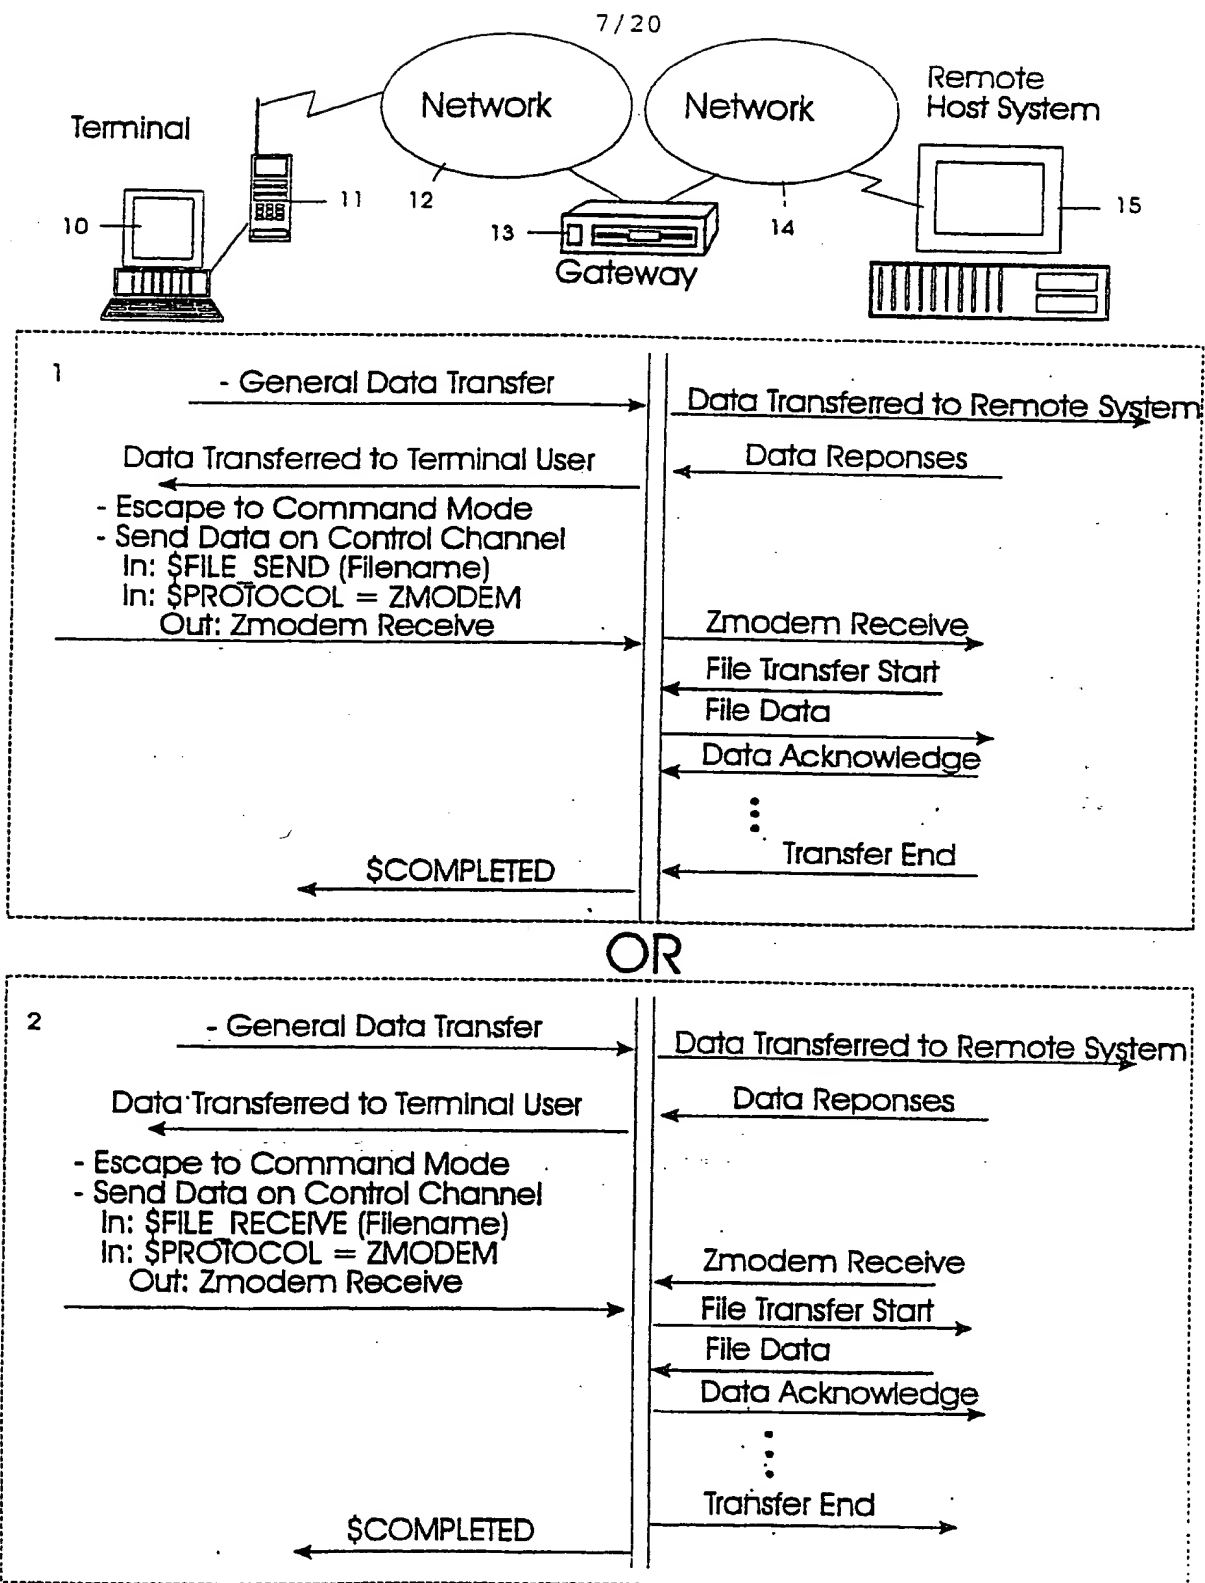 7/20
Network
Network
Remote
Host System
Terminal
10
11
12
13
14
15
Gateway
1
- General Data Transfer
Data Transferred to Remote System
Data Transferred to Terminal User
Data Reponses
- Escape to Command Mode
- Send Data on Control Channel
In: $FILE_SEND (Filename)
In: $PROTOCOL = ZMODEM
Out: Zmodem Receive
Zmodem Receive
File Transfer Start
File Data
Data Acknowledge
Transfer End
$COMPLETED
OR
2
- General Data Transfer
Data Transferred to Remote System
Data Transferred to Terminal User
Data Reponses
- Escape to Command Mode
- Send Data on Control Channel
In: $FILE_RECEIVE (Filename)
In: $PROTOCOL = ZMODEM
Out: Zmodem Receive
Zmodem Receive
File Transfer Start
File Data
Data Acknowledge
Transfer End
$COMPLETED